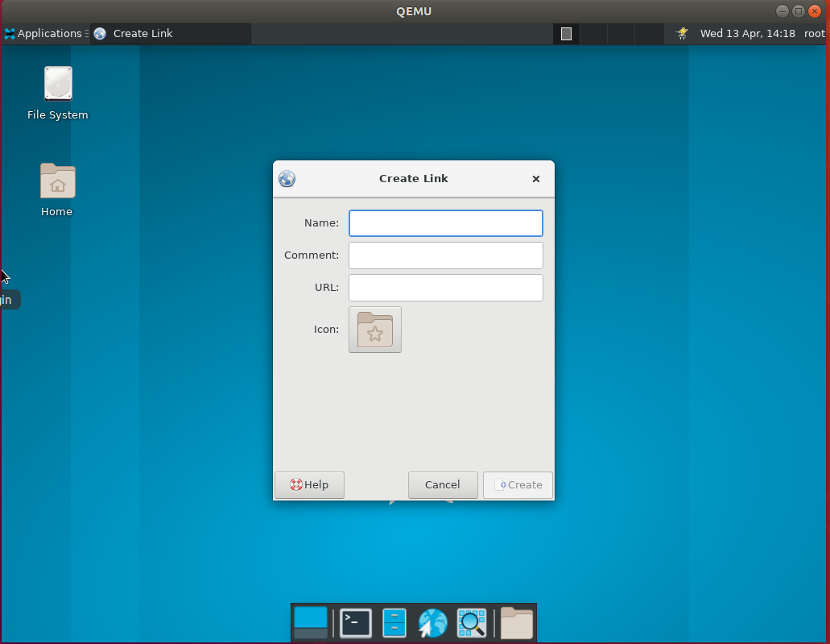 QEMU
Applications
Create Link
Wed 13 Apr, 14:18
root
File System
Home
gin
Create Link
Name:
Comment:
URL:
Icon:
Help
Cancel
Create